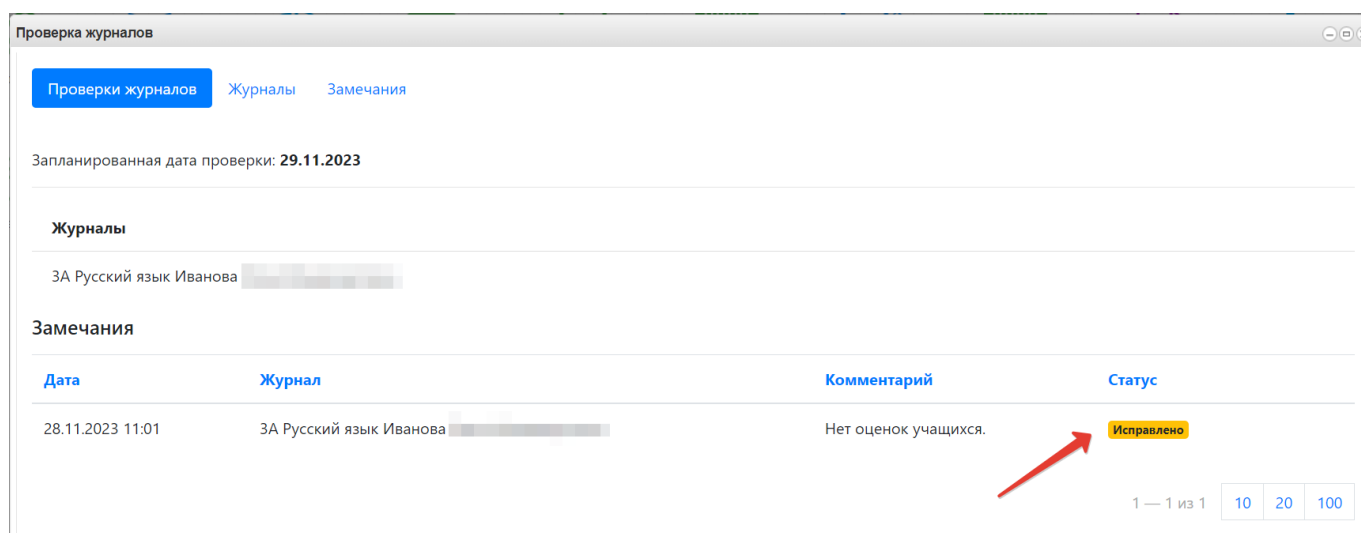 Проверка журналов
Проверки журналов Журналы Замечания
Запланированная дата проверки: 29.11.2023
Журналы
3А Русский язык Иванова
Замечания
Дата Журнал Комментарий Статус
28.11.2023 11:01 3А Русский язык Иванова Нет оценок учащихся. Исправлено
1 — 1 из 1 10 20 100